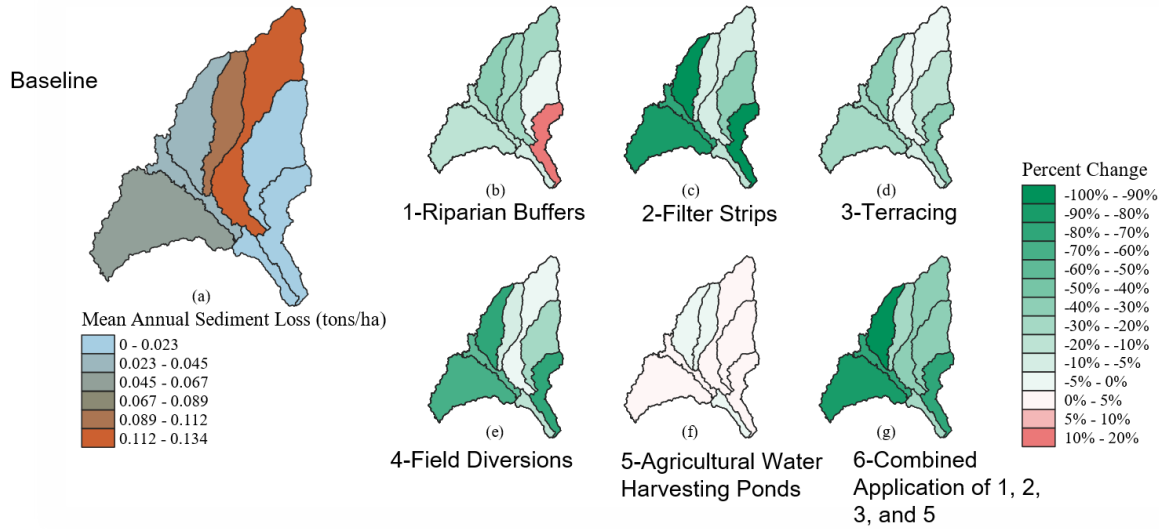 Baseline
(a)
Mean Annual Sediment Loss (tons/ha)
0 - 0.023
0.023 - 0.045
0.045 - 0.067
0.067 - 0.089
0.089 - 0.112
0.112 - 0.134
(b)
1-Riparian Buffers
(c)
2-Filter Strips
(d)
3-Terracing
(e)
4-Field Diversions
(f)
5-Agricultural Water
Harvesting Ponds
(g)
6-Combined
Application of 1, 2,
3, and 5
Percent Change
-100% - -90%
-90% - -80%
-80% - -70%
-70% - -60%
-60% - -50%
-50% - -40%
-40% - -30%
-30% - -20%
-20% - -10%
-10% - -5%
-5% - 0%
0% - 5%
5% - 10%
10% - 20%